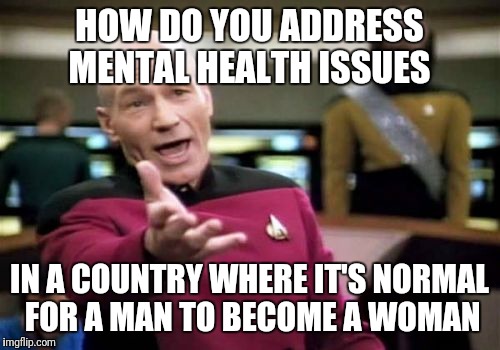 HOW DO YOU ADDRESS
MENTAL HEALTH ISSUES
IN A COUNTRY WHERE IT'S NORMAL
FOR A MAN TO BECOME A WOMAN
imgflip.com